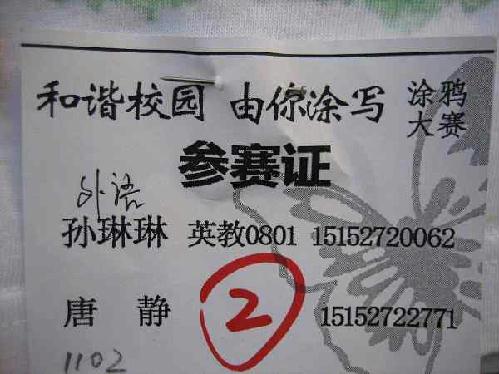 和谐校园 由你涂写 涂鸦大赛
参赛证
外语
孙琳琳 英教0801 15152720062
唐静 2 15152722771
1102